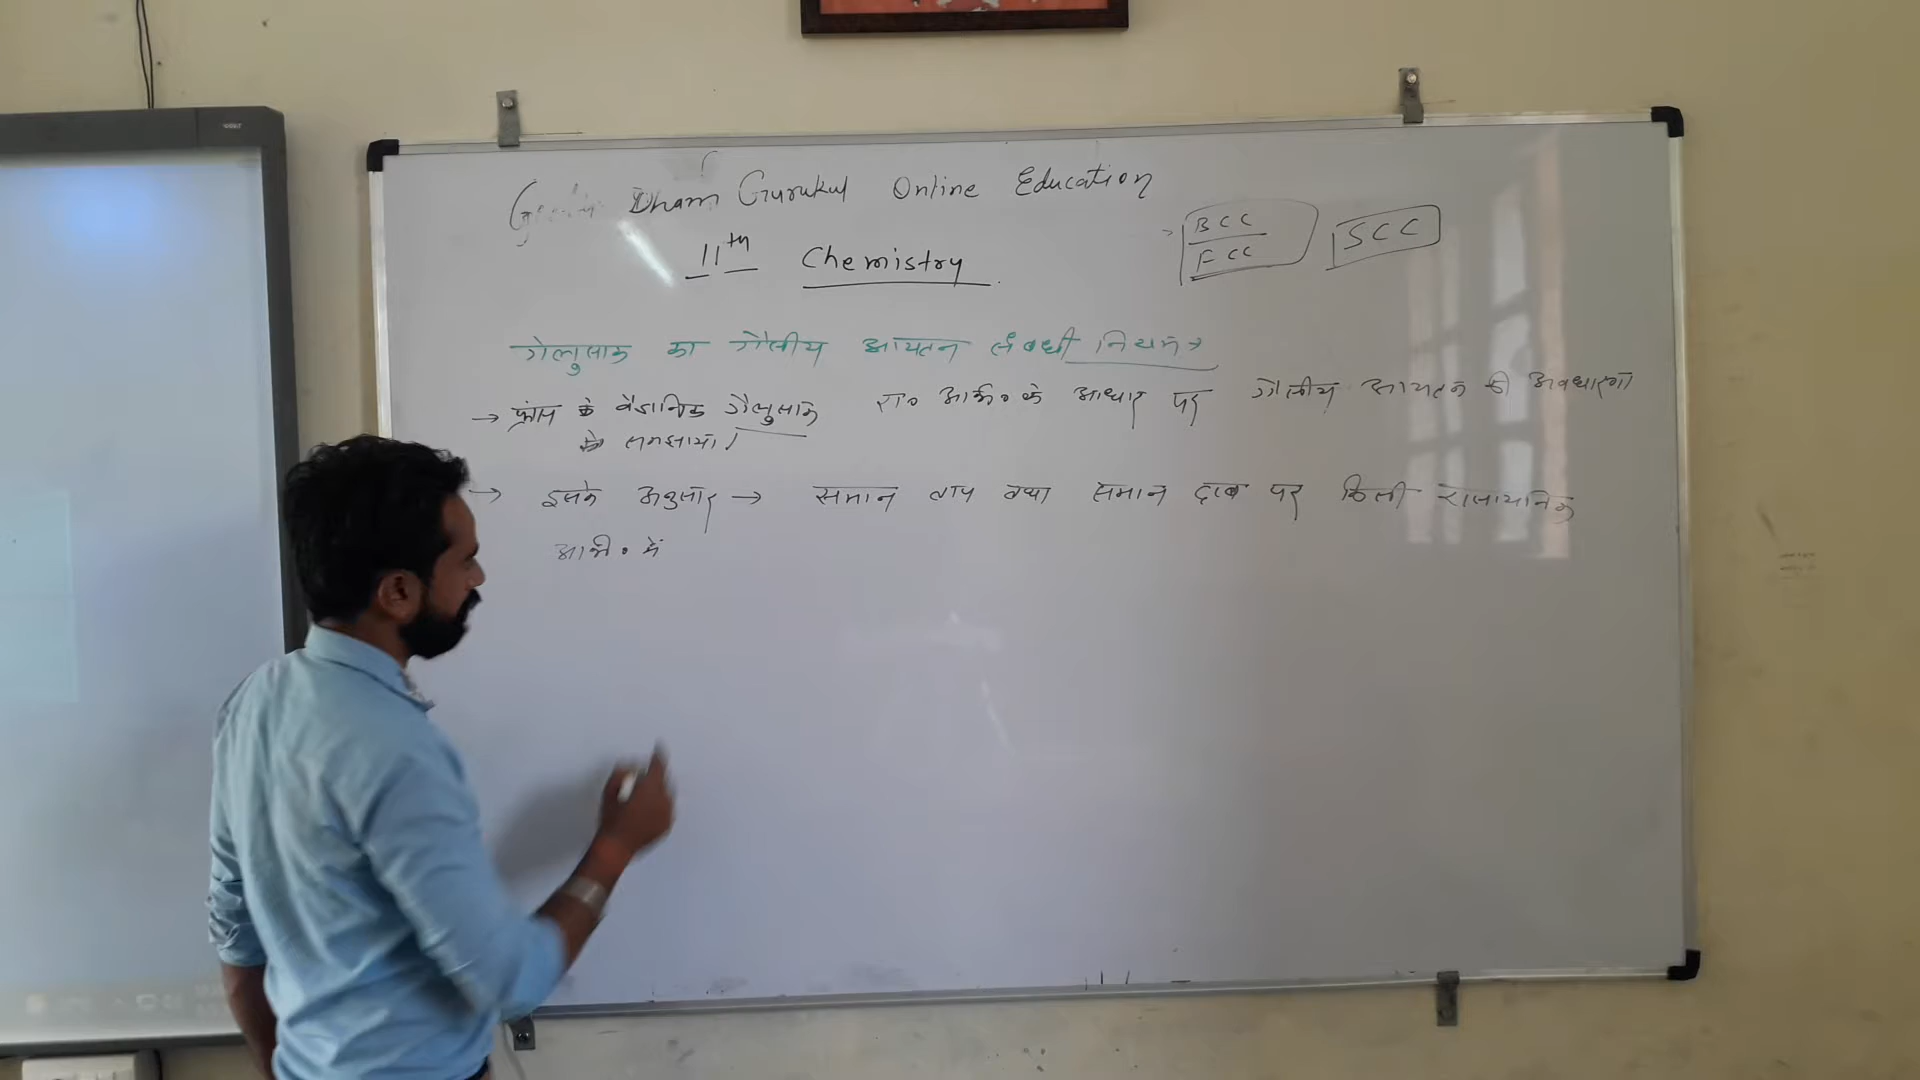 Dham Gurukul Online Education
11th Chemistry
BCC
FCC
SCC
गेलुसाक का गैसीय आयतन संबधी नियम →
→ फ्रांस के वैज्ञानिक गैलुसाक रा० अभि० के आधार पर गैसीय आयतन की अवधारणा
समझाया।
→ इसके अनुसार → समान ताप तथा समान दाब पर किसी रासायनिक
अभि० में